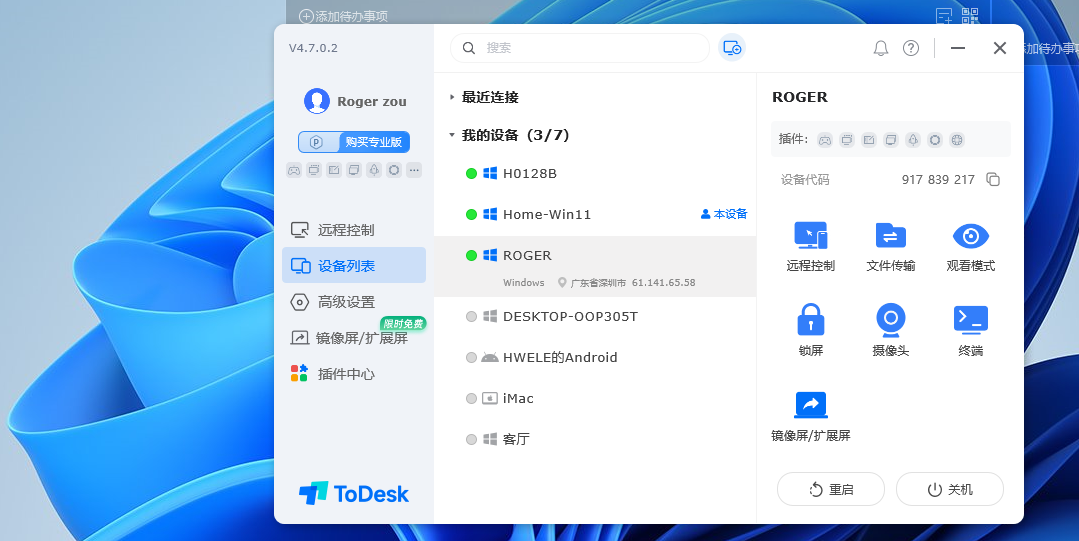 添加待办事项
V4.7.0.2
搜索
添加待办事项
Roger zou
P 购买专业版
远程控制
设备列表
高级设置
限时免费
镜像屏/扩展屏
插件中心
ToDesk
最近连接
我的设备（3/7）
H0128B
Home-Win11 本设备
ROGER
Windows 广东省深圳市 61.141.65.58
DESKTOP-OOP305T
HWELE的Android
iMac
客厅
ROGER
插件：
设备代码 917 839 217
远程控制 文件传输 观看模式
锁屏 摄像头 终端
镜像屏/扩展屏
重启 关机